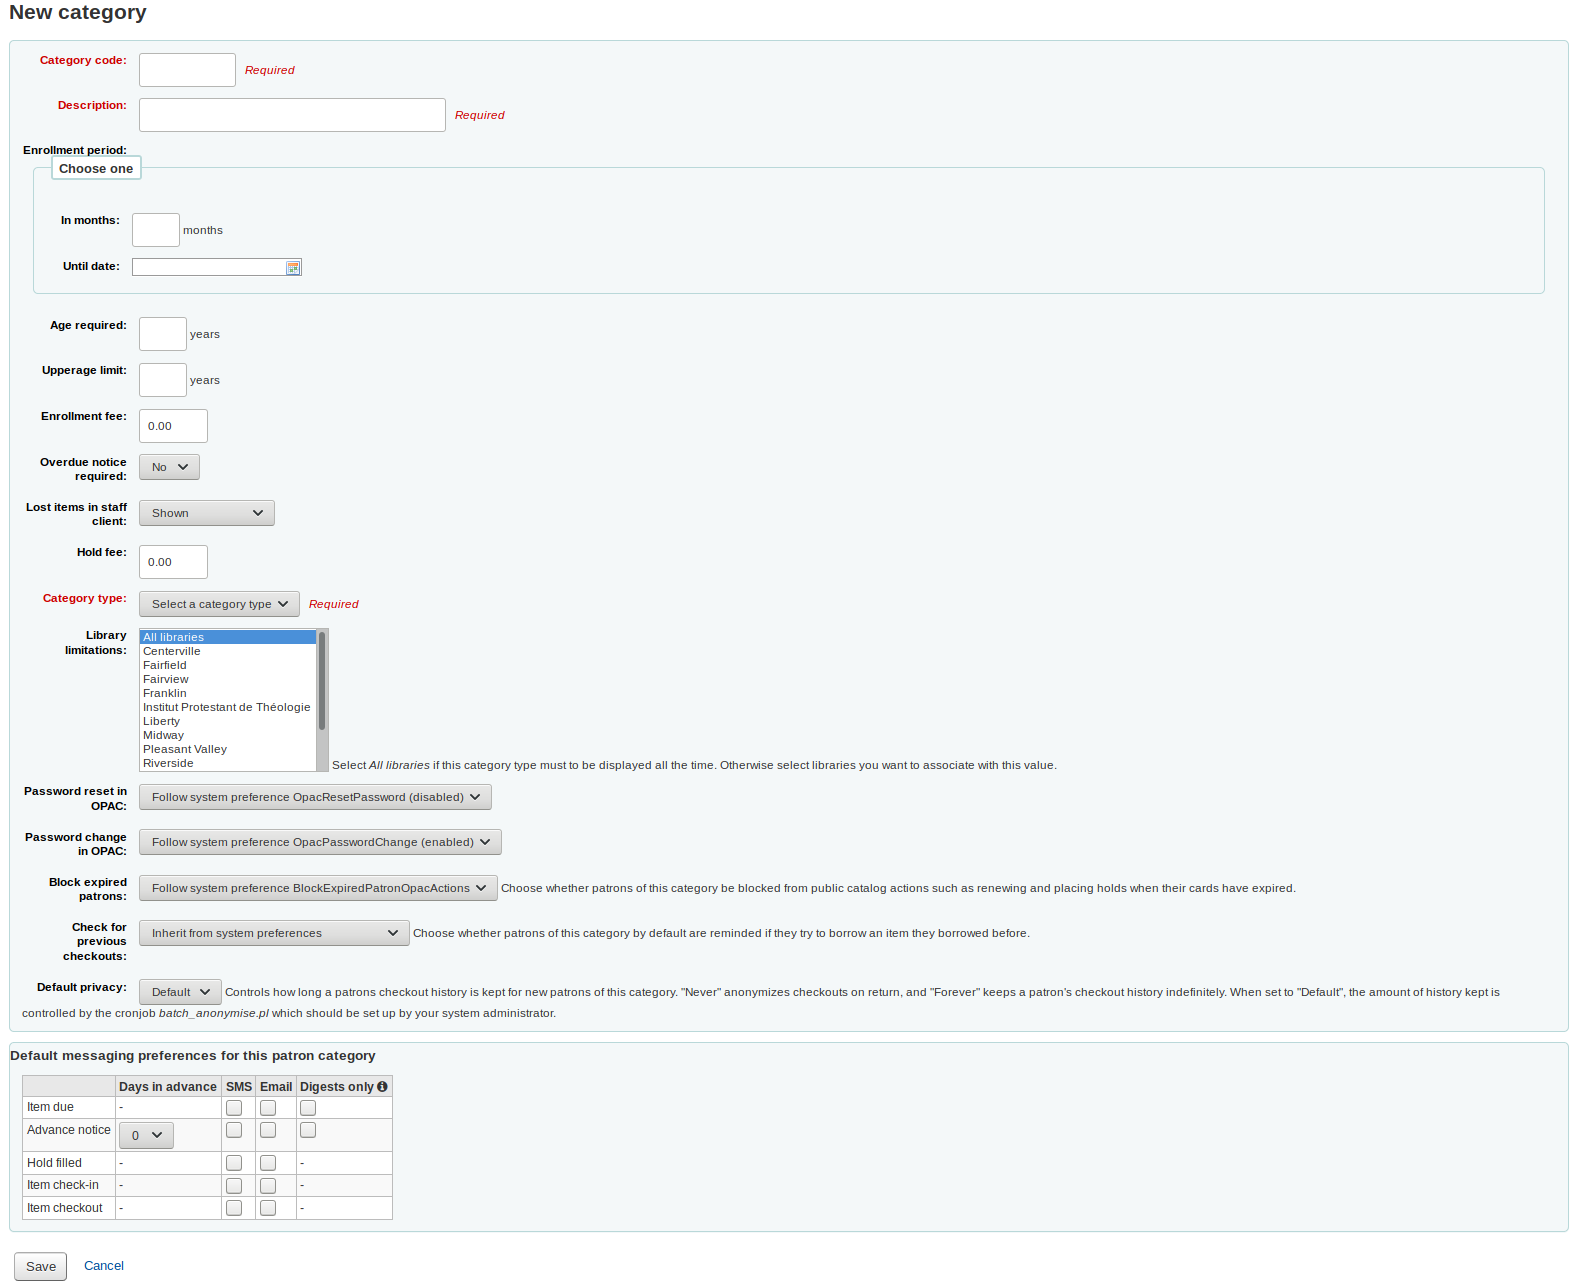 New category
Category code:
Required
Description:
Required
Enrollment period:
Choose one
In months:
months
Until date:
Age required:
years
Upperage limit:
years
Enrollment fee:
0.00
Overdue notice
required:
No
Lost items in staff
client:
Shown
Hold fee:
0.00
Category type:
Select a category type
Required
Library
limitations:
All libraries
Centerville
Fairfield
Fairview
Franklin
Institut Protestant de Théologie
Liberty
Midway
Pleasant Valley
Riverside
Select All libraries if this category type must to be displayed all the time. Otherwise select libraries you want to associate with this value.
Password reset in
OPAC:
Follow system preference OpacResetPassword (disabled)
Password change
in OPAC:
Follow system preference OpacPasswordChange (enabled)
Block expired
patrons:
Follow system preference BlockExpiredPatronOpacActions
Choose whether patrons of this category be blocked from public catalog actions such as renewing and placing holds when their cards have expired.
Check for
previous
checkouts:
Inherit from system preferences
Choose whether patrons of this category by default are reminded if they try to borrow an item they borrowed before.
Default privacy:
Default
Controls how long a patrons checkout history is kept for new patrons of this category. "Never" anonymizes checkouts on return, and "Forever" keeps a patron's checkout history indefinitely. When set to "Default", the amount of history kept is
controlled by the cronjob batch_anonymise.pl which should be set up by your system administrator.
Default messaging preferences for this patron category
Days in advance SMS Email Digests only
Item due -
Advance notice 0
Hold filled - -
Item check-in - -
Item checkout - -
Save Cancel